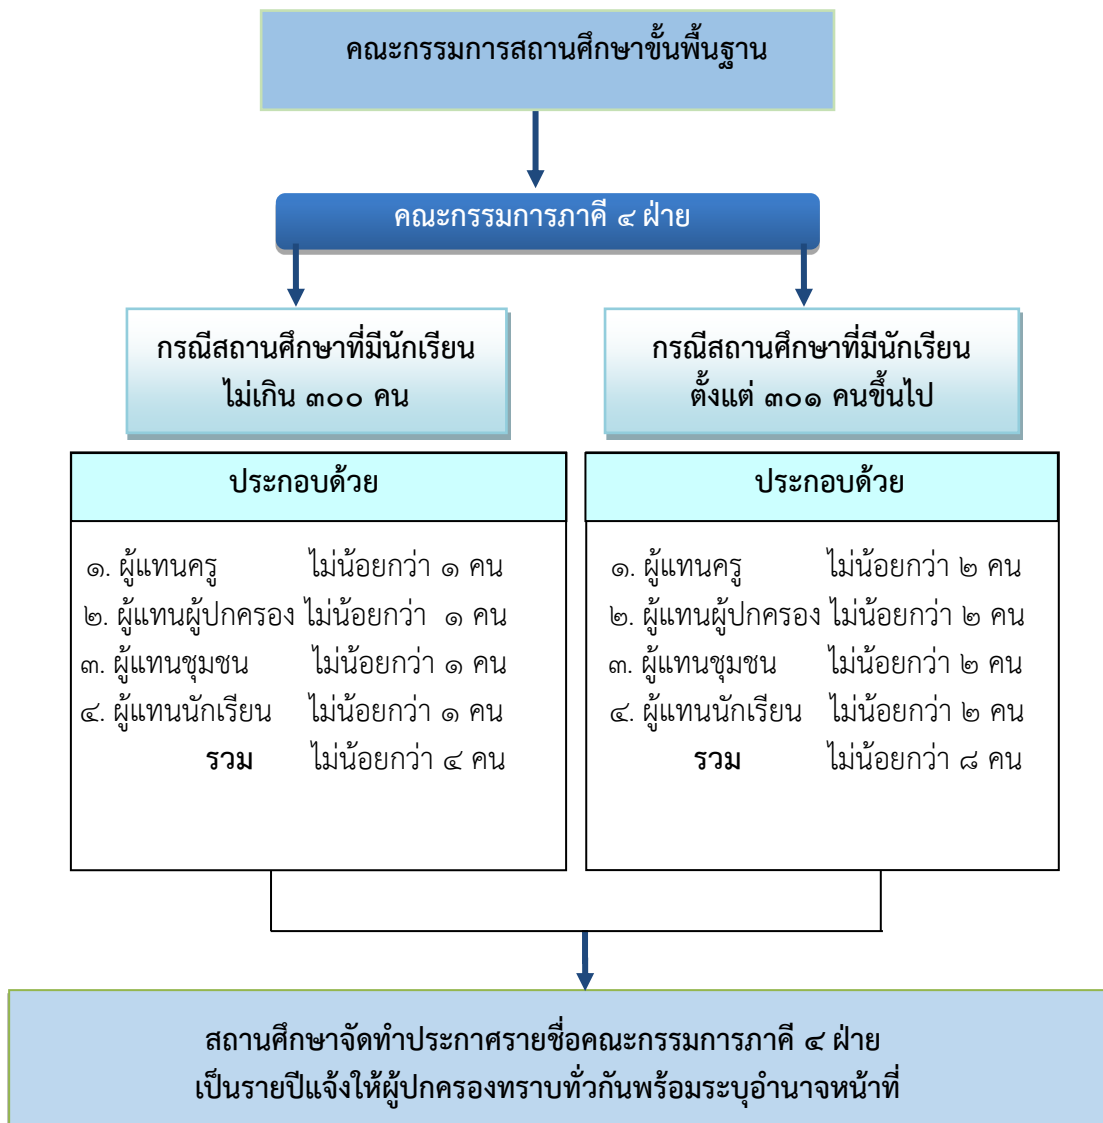 คณะกรรมการสถานศึกษาขั้นพื้นฐาน
คณะกรรมการภาคี ๔ ฝ่าย
กรณีสถานศึกษาที่มีนักเรียน
ไม่เกิน ๓๐๐ คน
ประกอบด้วย
๑. ผู้แทนครู ไม่น้อยกว่า ๑ คน
๒. ผู้แทนผู้ปกครอง ไม่น้อยกว่า ๑ คน
๓. ผู้แทนชุมชน ไม่น้อยกว่า ๑ คน
๔. ผู้แทนนักเรียน ไม่น้อยกว่า ๑ คน
รวม ไม่น้อยกว่า ๔ คน
กรณีสถานศึกษาที่มีนักเรียน
ตั้งแต่ ๓๐๑ คนขึ้นไป
ประกอบด้วย
๑. ผู้แทนครู ไม่น้อยกว่า ๒ คน
๒. ผู้แทนผู้ปกครอง ไม่น้อยกว่า ๒ คน
๓. ผู้แทนชุมชน ไม่น้อยกว่า ๒ คน
๔. ผู้แทนนักเรียน ไม่น้อยกว่า ๒ คน
รวม ไม่น้อยกว่า ๘ คน
สถานศึกษาจัดทำประกาศรายชื่อคณะกรรมการภาคี ๔ ฝ่าย
เป็นรายปีแจ้งให้ผู้ปกครองทราบทั่วกันพร้อมระบุอำนาจหน้าที่